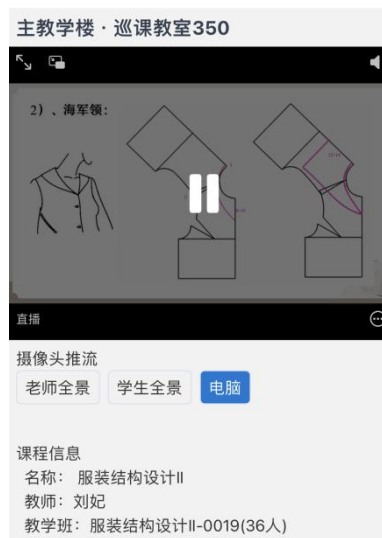 主教学楼 · 巡课教室350
2）、海军领：
直播
摄像头推流
老师全景 学生全景 电脑
课程信息
名称： 服装结构设计II
教师：刘妃
教学班：服装结构设计II-0019(36人)